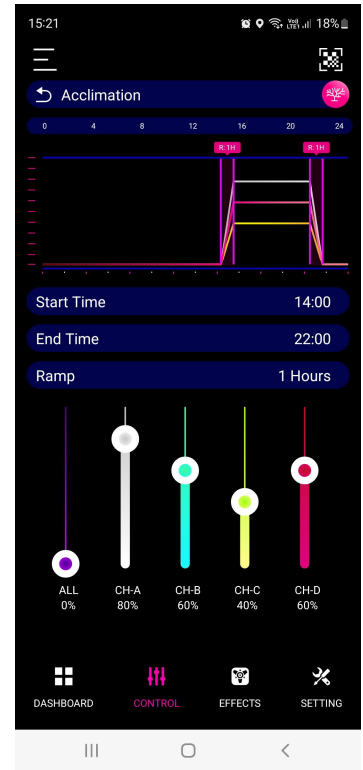 15:21 Vo)) LTE1 18%
Acclimation
0 4 8 12 16 20 24
R:1H R:1H
Start Time 14:00
End Time 22:00
Ramp 1 Hours
ALL CH-A CH-B CH-C CH-D
0% 80% 60% 40% 60%
DASHBOARD CONTROL EFFECTS SETTING